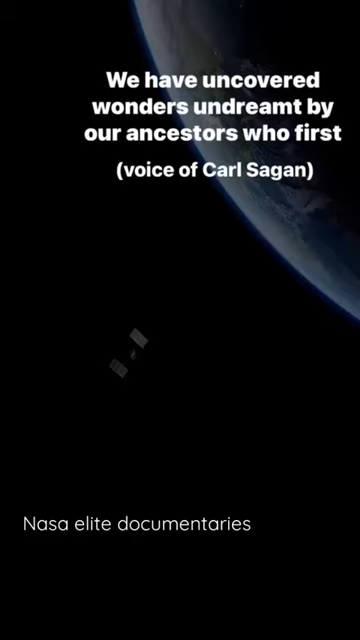 We have uncovered
wonders undreamt by
our ancestors who first
(voice of Carl Sagan)
Nasa elite documentaries